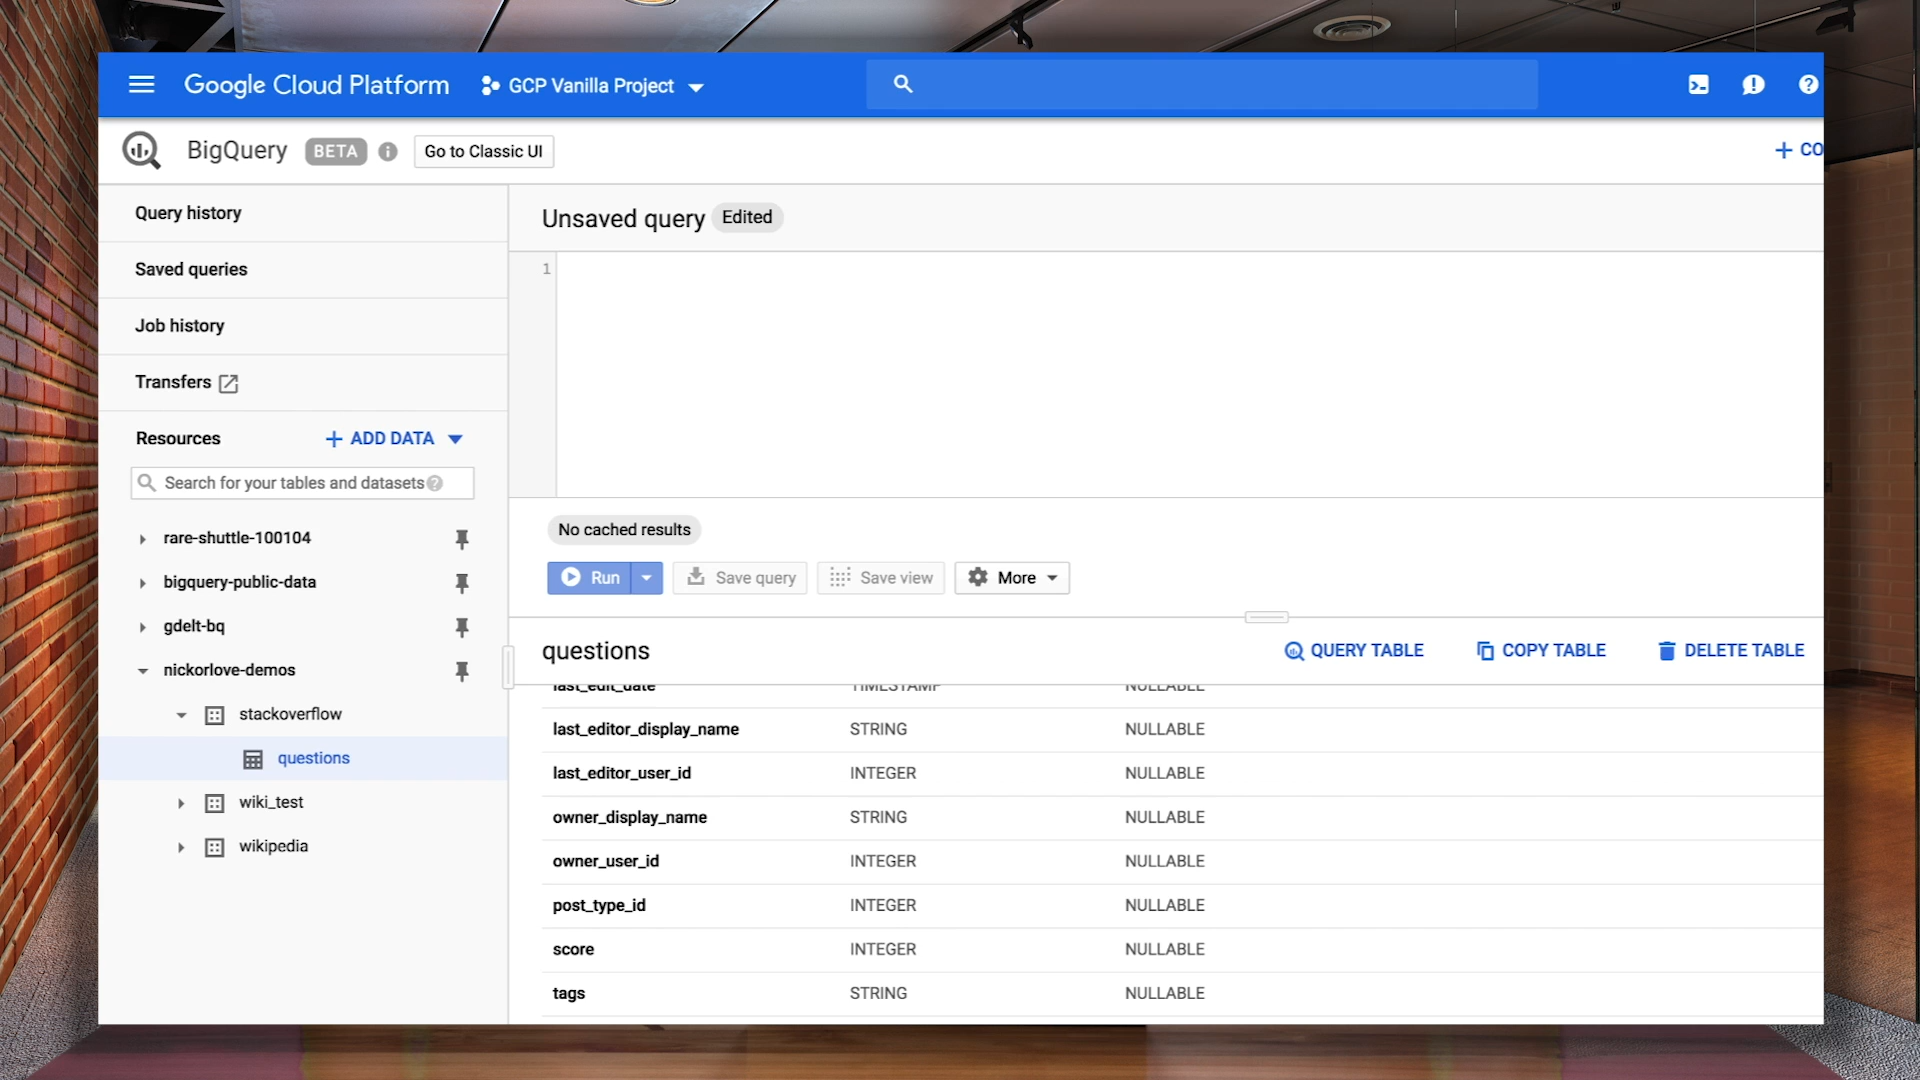 Google Cloud Platform
GCP Vanilla Project
BigQuery
BETA
Go to Classic UI
+ CO
Query history
Saved queries
Job history
Transfers
Resources
+ ADD DATA
Search for your tables and datasets
rare-shuttle-100104
bigquery-public-data
gdelt-bq
nickorlove-demos
stackoverflow
questions
wiki_test
wikipedia
Unsaved query
Edited
1
No cached results
Run
Save query
Save view
More
questions
QUERY TABLE
COPY TABLE
DELETE TABLE
last_edit_date TIMESTAMP NULLABLE
last_editor_display_name STRING NULLABLE
last_editor_user_id INTEGER NULLABLE
owner_display_name STRING NULLABLE
owner_user_id INTEGER NULLABLE
post_type_id INTEGER NULLABLE
score INTEGER NULLABLE
tags STRING NULLABLE